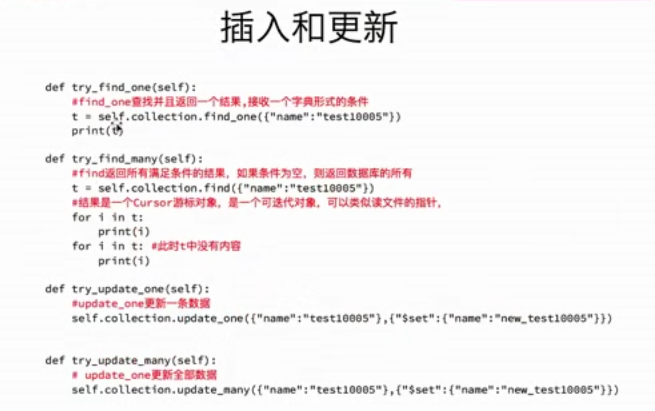 插入和更新
def try_find_one(self):
#find_one查找并且返回一个结果,接收一个字典形式的条件
t = self.collection.find_one({"name":"test10005"})
print(t)
def try_find_many(self):
#find返回所有满足条件的结果，如果条件为空，则返回数据库的所有
t = self.collection.find({"name":"test10005"})
#结果是一个Cursor游标对象，是一个可迭代对象，可以类似读文件的指针，
for i in t:
print(i)
for i in t: #此时t中没有内容
print(i)
def try_update_one(self):
#update_one更新一条数据
self.collection.update_one({"name":"test10005"},{"$set":{"name":"new_test10005"}})
def try_update_many(self):
# update_one更新全部数据
self.collection.update_many({"name":"test10005"},{"$set":{"name":"new_test10005"}})